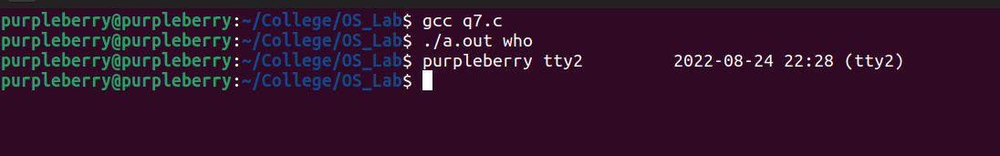 purpleberry@purpleberry:~/College/OS_Lab$ gcc q7.c
purpleberry@purpleberry:~/College/OS_Lab$ ./a.out who
purpleberry@purpleberry:~/College/OS_Lab$ purpleberry tty2         2022-08-24 22:28 (tty2)
purpleberry@purpleberry:~/College/OS_Lab$